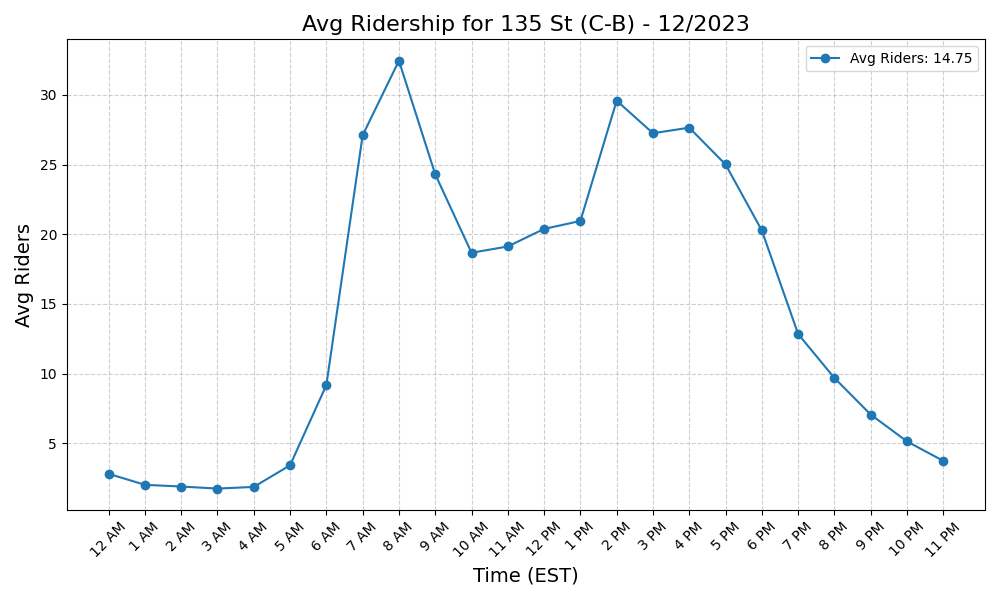 Avg Ridership for 135 St (C-B) - 12/2023
Avg Riders: 14.75
Avg Riders
30
25
20
15
10
5
12 AM
1 AM
2 AM
3 AM
4 AM
5 AM
6 AM
7 AM
8 AM
9 AM
10 AM
11 AM
12 PM
1 PM
2 PM
3 PM
4 PM
5 PM
6 PM
7 PM
8 PM
9 PM
10 PM
11 PM
Time (EST)